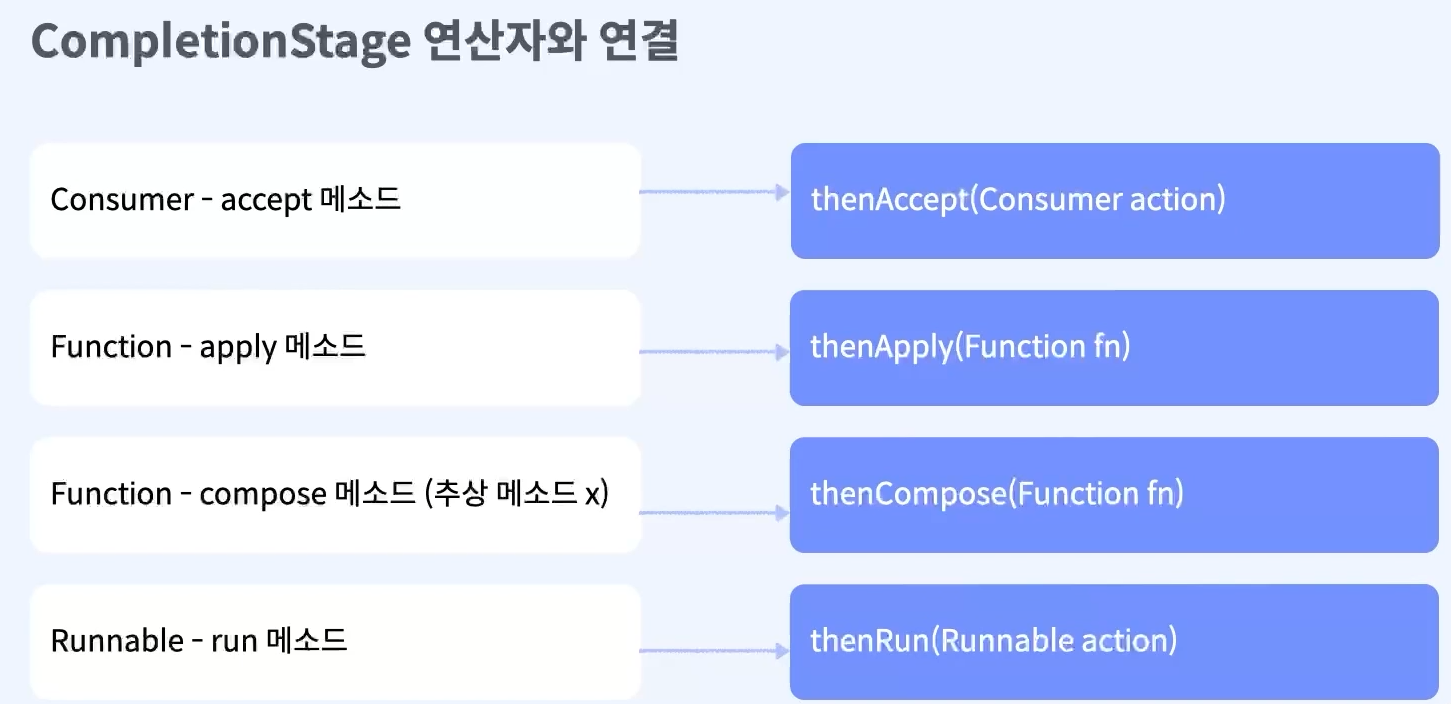 CompletionStage 연산자와 연결
Consumer - accept 메소드
thenAccept(Consumer action)
Function - apply 메소드
thenApply(Function fn)
Function - compose 메소드 (추상 메소드 x)
thenCompose(Function fn)
Runnable - run 메소드
thenRun(Runnable action)